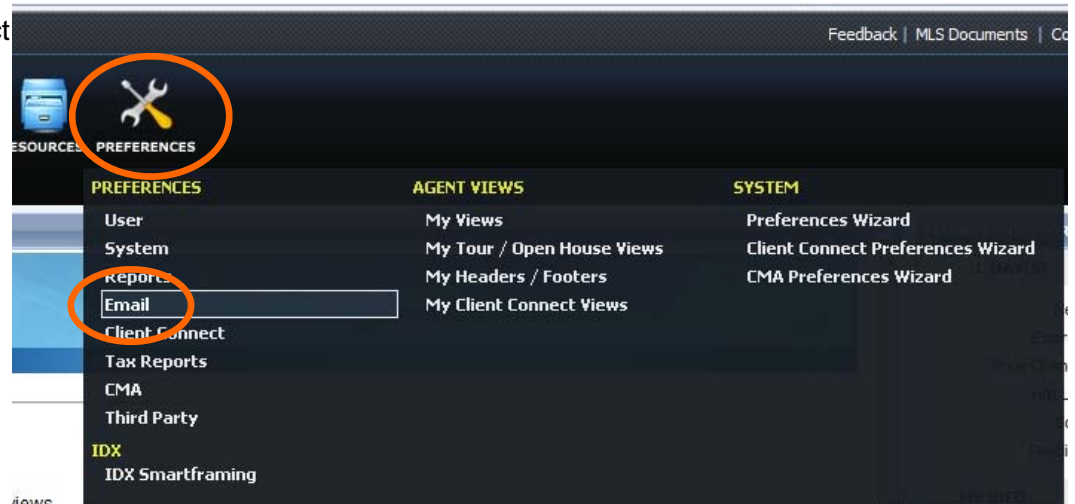 Feedback | MLS Documents |
PREFERENCES
PREFERENCES
User
System
Reports
Email
Client Connect
Tax Reports
CMA
Third Party
IDX
IDX Smartframing
AGENT VIEWS
My Views
My Tour / Open House Views
My Headers / Footers
My Client Connect Views
SYSTEM
Preferences Wizard
Client Connect Preferences Wizard
CMA Preferences Wizard